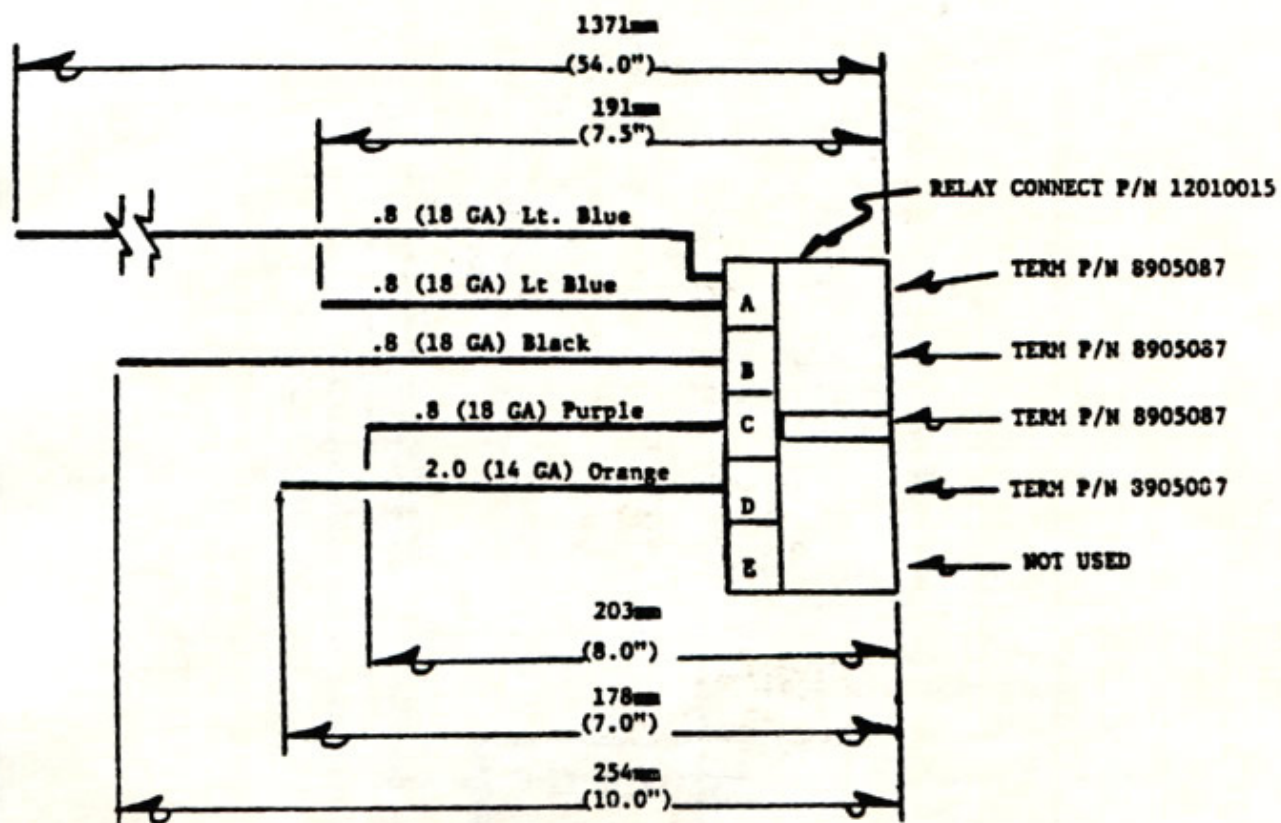 1371mm
(54.0")
191mm
(7.5")
RELAY CONNECT P/N 12010015
.8 (18 GA) Lt. Blue
TERM P/N 8905087
.8 (18 GA) Lt Blue
A
.8 (18 GA) Black
TERM P/N 8905087
B
.8 (18 GA) Purple
C
TERM P/N 8905087
2.0 (14 GA) Orange
D
TERM P/N 8905087
E
NOT USED
203mm
(8.0")
178mm
(7.0")
254mm
(10.0")